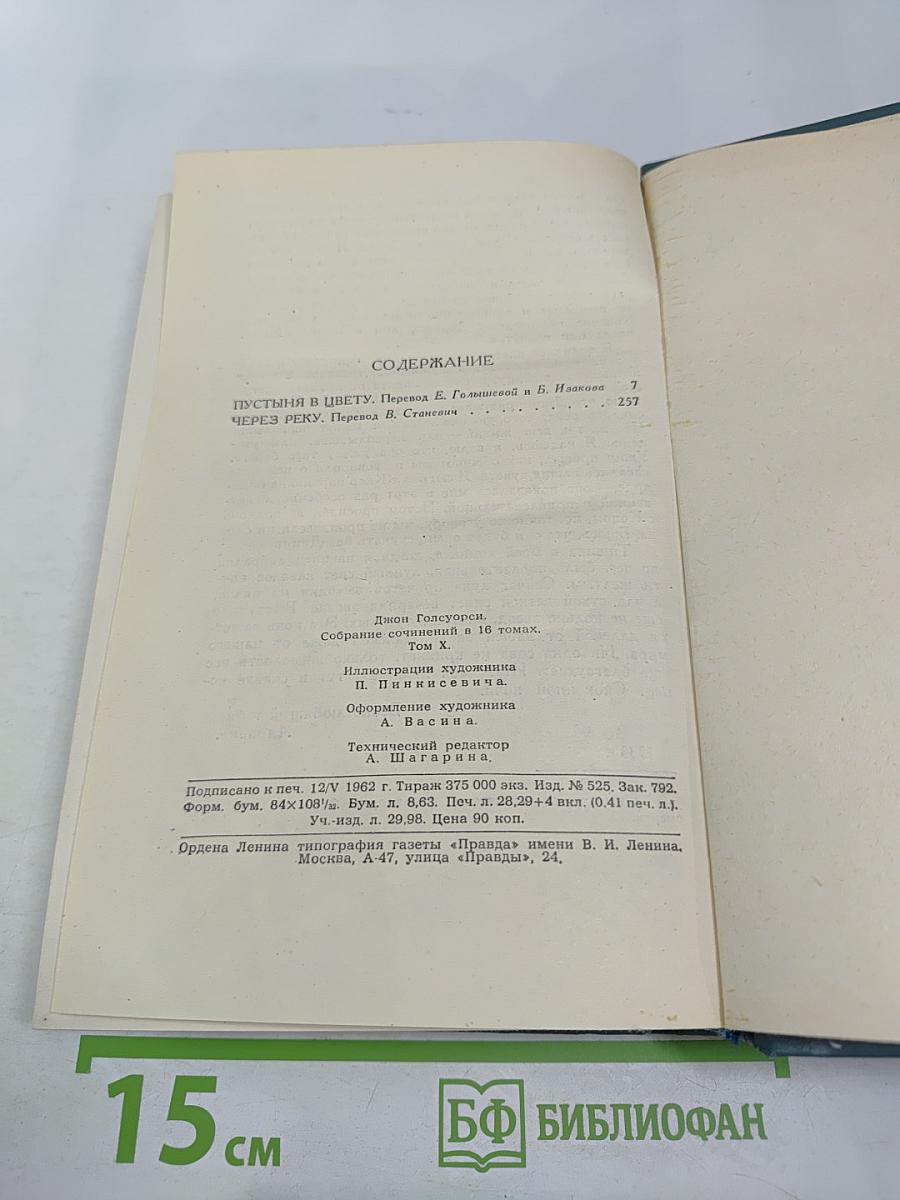 СОДЕРЖАНИЕ
ПУСТЫНЯ В ЦВЕТУ. Перевод Е. Голышевой и Б. Изакова 7
ЧЕРЕЗ РЕКУ. Перевод В. Станевич . . . . . . . . . 257
Джон Голсуорси.
Собрание сочинений в 16 томах.
Том X.
Иллюстрации художника
П. Пинкисевича.
Оформление художника
А. Васина.
Технический редактор
А. Шагарина.
Подписано к печ. 12/V 1962 г. Тираж 375 000 экз. Изд. № 525. Зак. 792.
Форм. бум. 84×108¹/₃₂. Бум. л. 8,63. Печ. л. 28,29+4 вкл. (0,41 печ. л.).
Уч.-изд. л. 29,98. Цена 90 коп.
Ордена Ленина типография газеты «Правда» имени В. И. Ленина.
Москва, А-47, улица «Правды», 24.
15 см
БФ БИБЛИОФАН